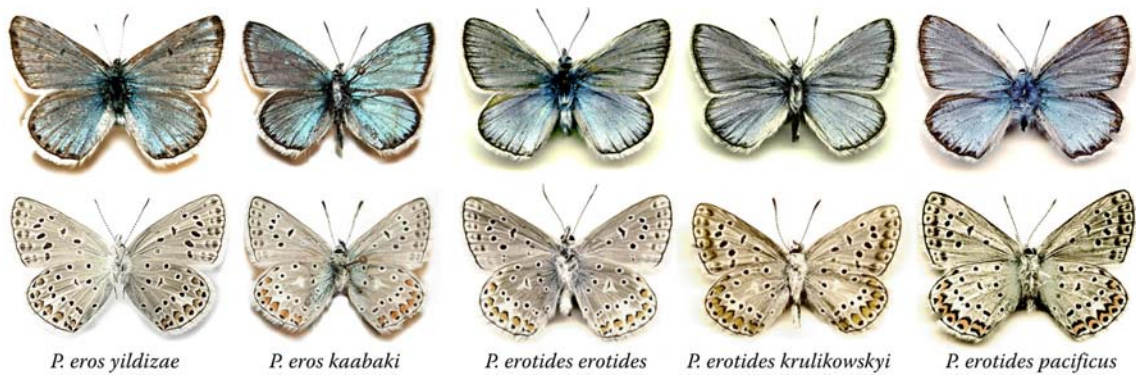 P. eros yildizae P. eros kaabaki P. erotides erotides P. erotides krulikowskyi P. erotides pacificus